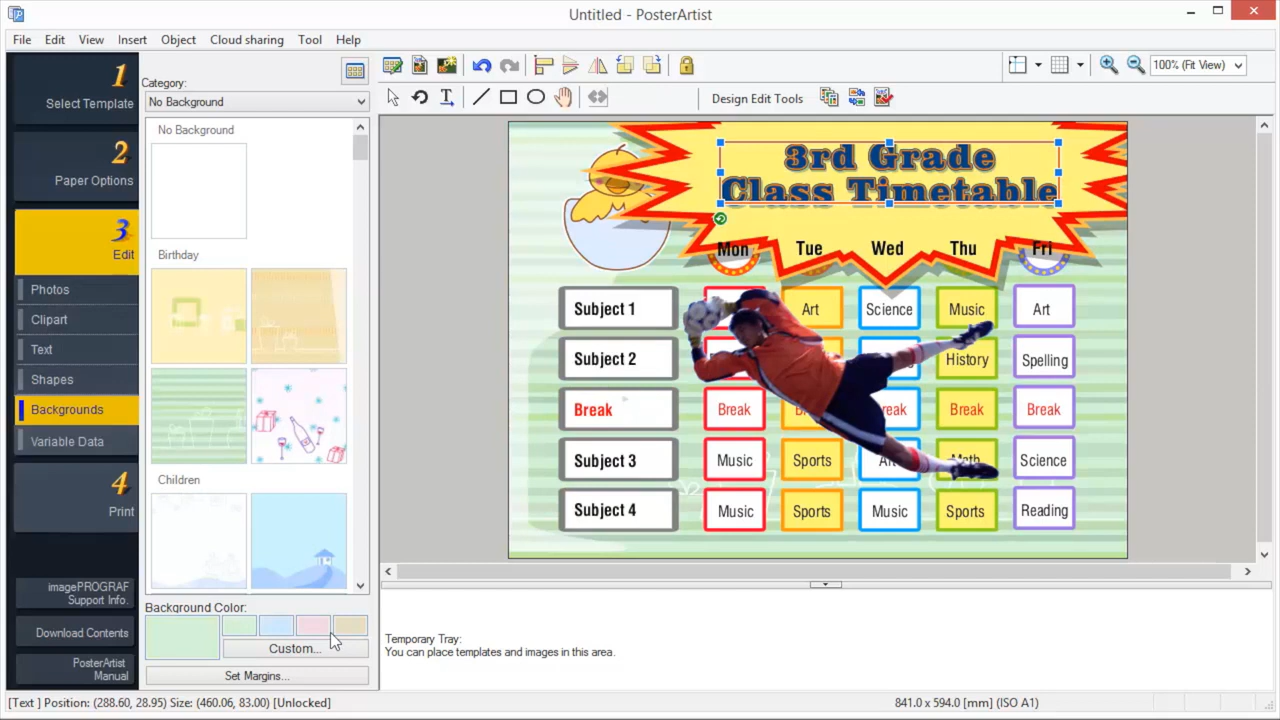 Untitled - PosterArtist
File Edit View Insert Object Cloud sharing Tool Help
1
Select Template
2
Paper Options
3
Edit
Photos
Clipart
Text
Shapes
Backgrounds
Variable Data
4
Print
imagePROGRAF
Support Info.
Download Contents
PosterArtist
Manual
Category:
No Background
No Background
Birthday
Children
Background Color:
Custom...
Set Margins...
100% (Fit View)
Design Edit Tools
3rd Grade
Class Timetable
Mon Tue Wed Thu Fri
Subject 1 Art Science Music Art
Subject 2 History Spelling
Break Break Break Break
Subject 3 Music Sports Math Science
Subject 4 Music Sports Music Sports Reading
Temporary Tray:
You can place templates and images in this area.
[Text ] Position: (288.60, 28.95) Size: (460.06, 83.00) [Unlocked]
841.0 x 594.0 [mm] (ISO A1)